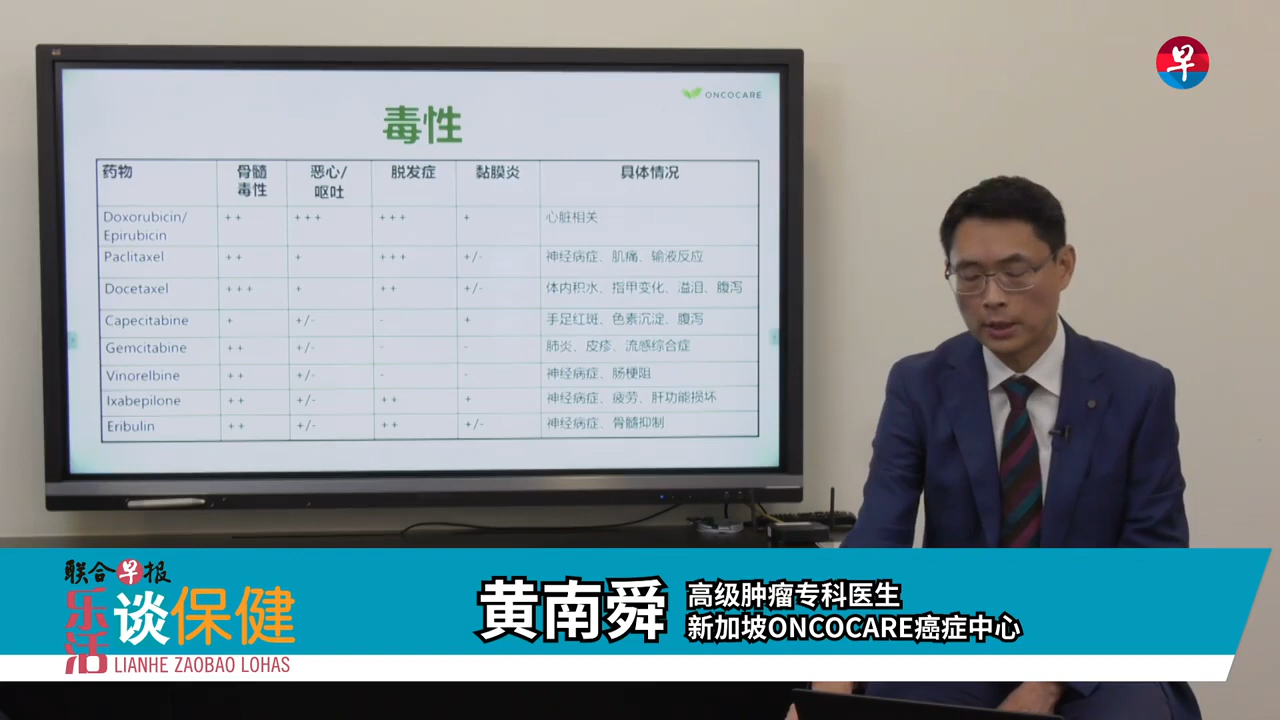 早
ONCOCARE
毒性
药物 骨髓毒性 恶心/呕吐 脱发症 黏膜炎 具体情况
Doxorubicin/Epirubicin ++ +++ +++ + 心脏相关
Paclitaxel ++ + +++ +/- 神经病症、肌痛、输液反应
Docetaxel +++ + ++ +/- 体内积水、指甲变化、溢泪、腹泻
Capecitabine + +/- - + 手足红斑、色素沉淀、腹泻
Gemcitabine ++ +/- - - 肺炎、皮疹、流感综合症
Vinorelbine ++ +/- - - 神经病症、肠梗阻
Ixabepilone ++ +/- ++ + 神经病症、疲劳、肝功能损坏
Eribulin ++ +/- ++ +/- 神经病症、骨髓抑制
联合早报
乐活谈保健
LIANHE ZAOBAO LOHAS
黄南舜
高级肿瘤专科医生
新加坡ONCOCARE癌症中心